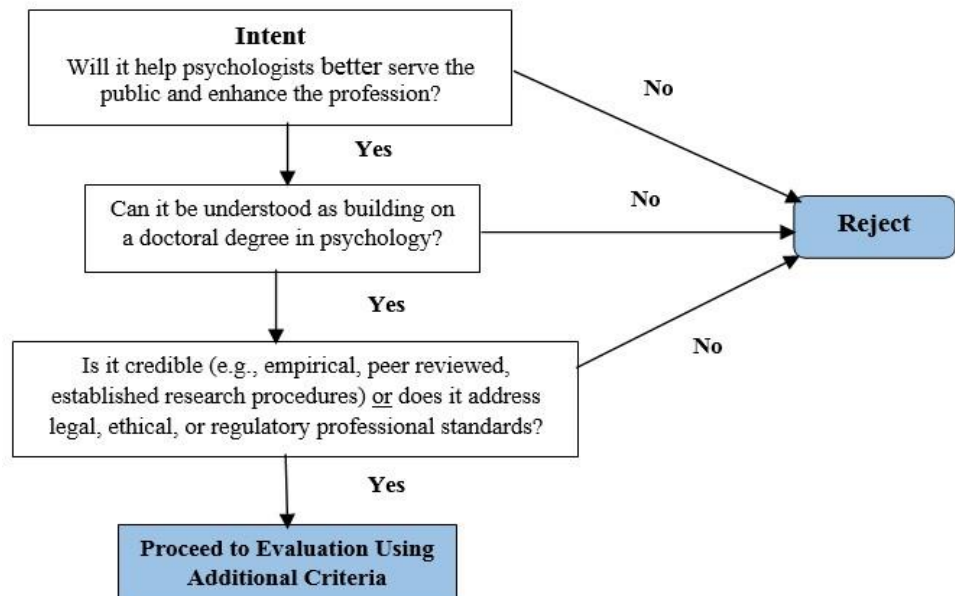 Intent
Will it help psychologists better serve the
public and enhance the profession?
No
Yes
Can it be understood as building on
a doctoral degree in psychology?
No
Reject
Yes
Is it credible (e.g., empirical, peer reviewed,
established research procedures) or does it address
legal, ethical, or regulatory professional standards?
No
Yes
Proceed to Evaluation Using
Additional Criteria